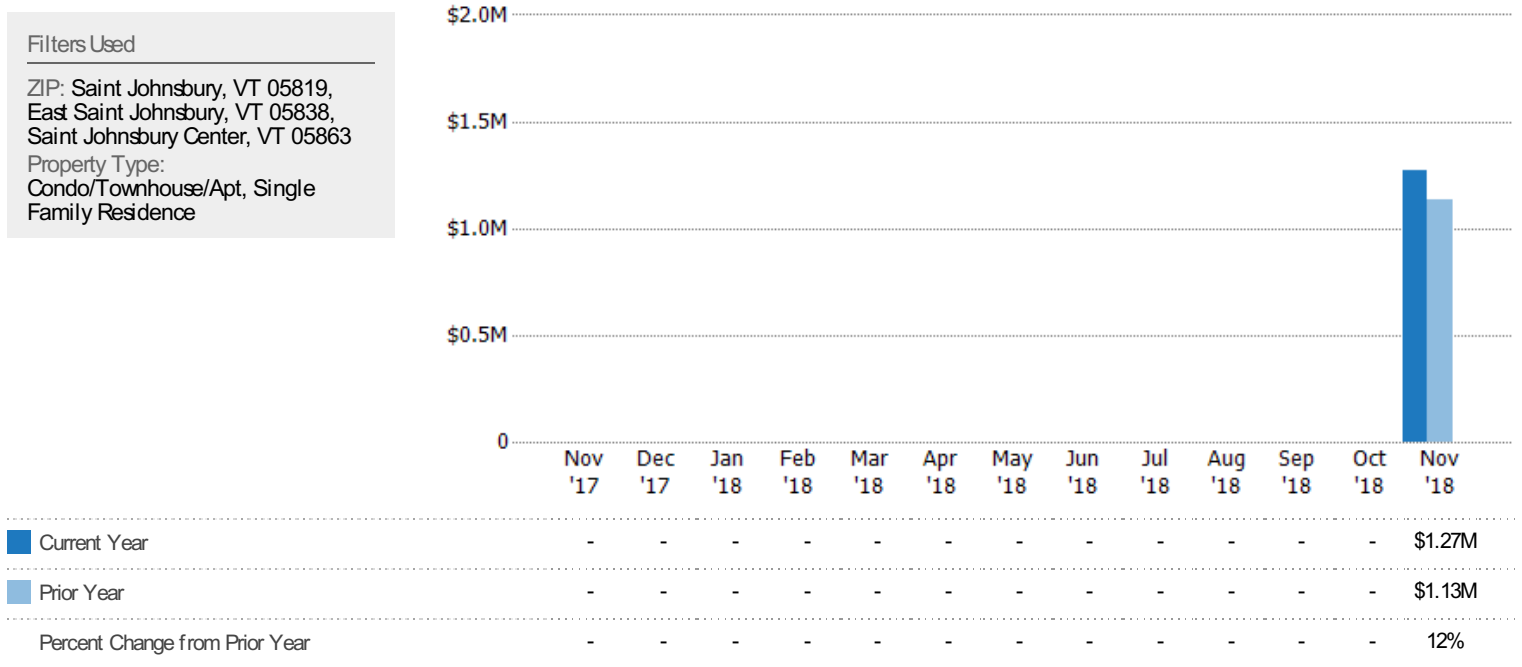 Filters Used
ZIP: Saint Johnsbury, VT 05819,
East Saint Johnsbury, VT 05838,
Saint Johnsbury Center, VT 05863
Property Type:
Condo/Townhouse/Apt, Single
Family Residence
$2.0M
$1.5M
$1.0M
$0.5M
0
Nov Dec Jan Feb Mar Apr May Jun Jul Aug Sep Oct Nov
'17 '17 '18 '18 '18 '18 '18 '18 '18 '18 '18 '18 '18
Current Year - - - - - - - - - - - - $1.27M
Prior Year - - - - - - - - - - - - $1.13M
Percent Change from Prior Year - - - - - - - - - - - - 12%